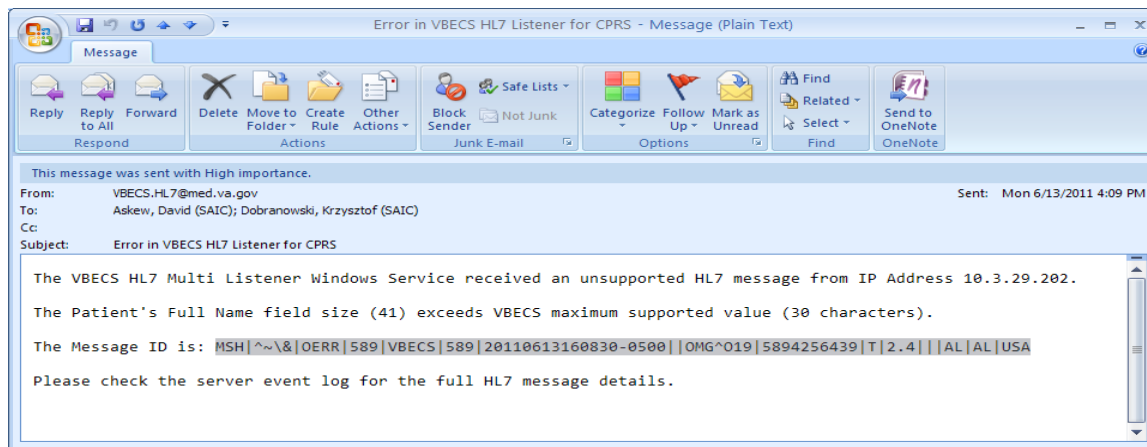 Error in VBECS HL7 Listener for CPRS - Message (Plain Text)
Message
Reply
Reply to All
Forward
Respond
Delete
Move to Folder
Create Rule
Other Actions
Actions
Block Sender
Safe Lists
Not Junk
Junk E-mail
Categorize
Follow Up
Mark as Unread
Options
Find
Related
Select
Find
Send to OneNote
OneNote
This message was sent with High importance.
From: VBECS.HL7@med.va.gov Sent: Mon 6/13/2011 4:09 PM
To: Askew, David (SAIC); Dobranowski, Krzysztof (SAIC)
Cc:
Subject: Error in VBECS HL7 Listener for CPRS
The VBECS HL7 Multi Listener Windows Service received an unsupported HL7 message from IP Address 10.3.29.202.
The Patient's Full Name field size (41) exceeds VBECS maximum supported value (30 characters).
The Message ID is: MSH|^~\&|OERR|589|VBECS|589|20110613160830-0500||OMG^O19|5894256439|T|2.4|||AL|AL|USA
Please check the server event log for the full HL7 message details.